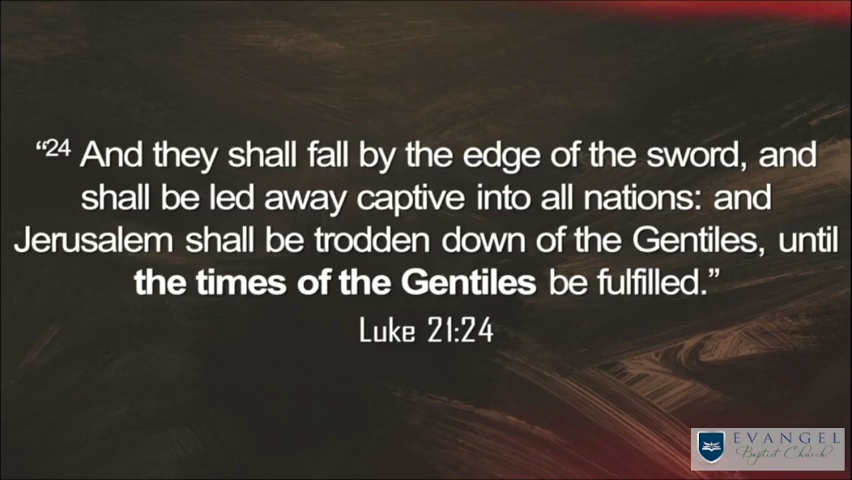 “24 And they shall fall by the edge of the sword, and
shall be led away captive into all nations: and
Jerusalem shall be trodden down of the Gentiles, until
the times of the Gentiles be fulfilled.”
Luke 21:24
EVANGEL
Baptist Church